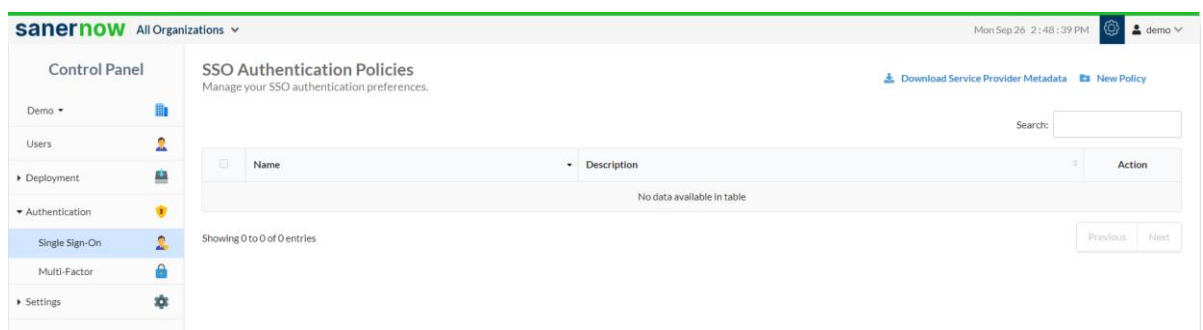 sanernow All Organizations
Mon Sep 26 2:48:39 PM demo
Control Panel
Demo
Users
Deployment
Authentication
Single Sign-On
Multi-Factor
Settings
SSO Authentication Policies
Manage your SSO authentication preferences.
Download Service Provider Metadata New Policy
Search:
Name Description Action
No data available in table
Showing 0 to 0 of 0 entries
Previous Next